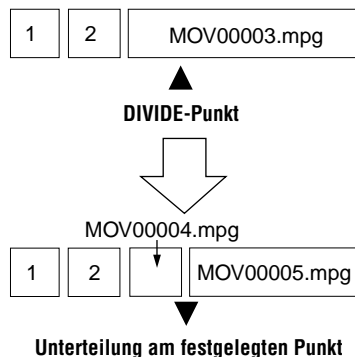 1 2 MOV00003.mpg
DIVIDE-Punkt
MOV00004.mpg
1 2 MOV00005.mpg
Unterteilung am festgelegten Punkt